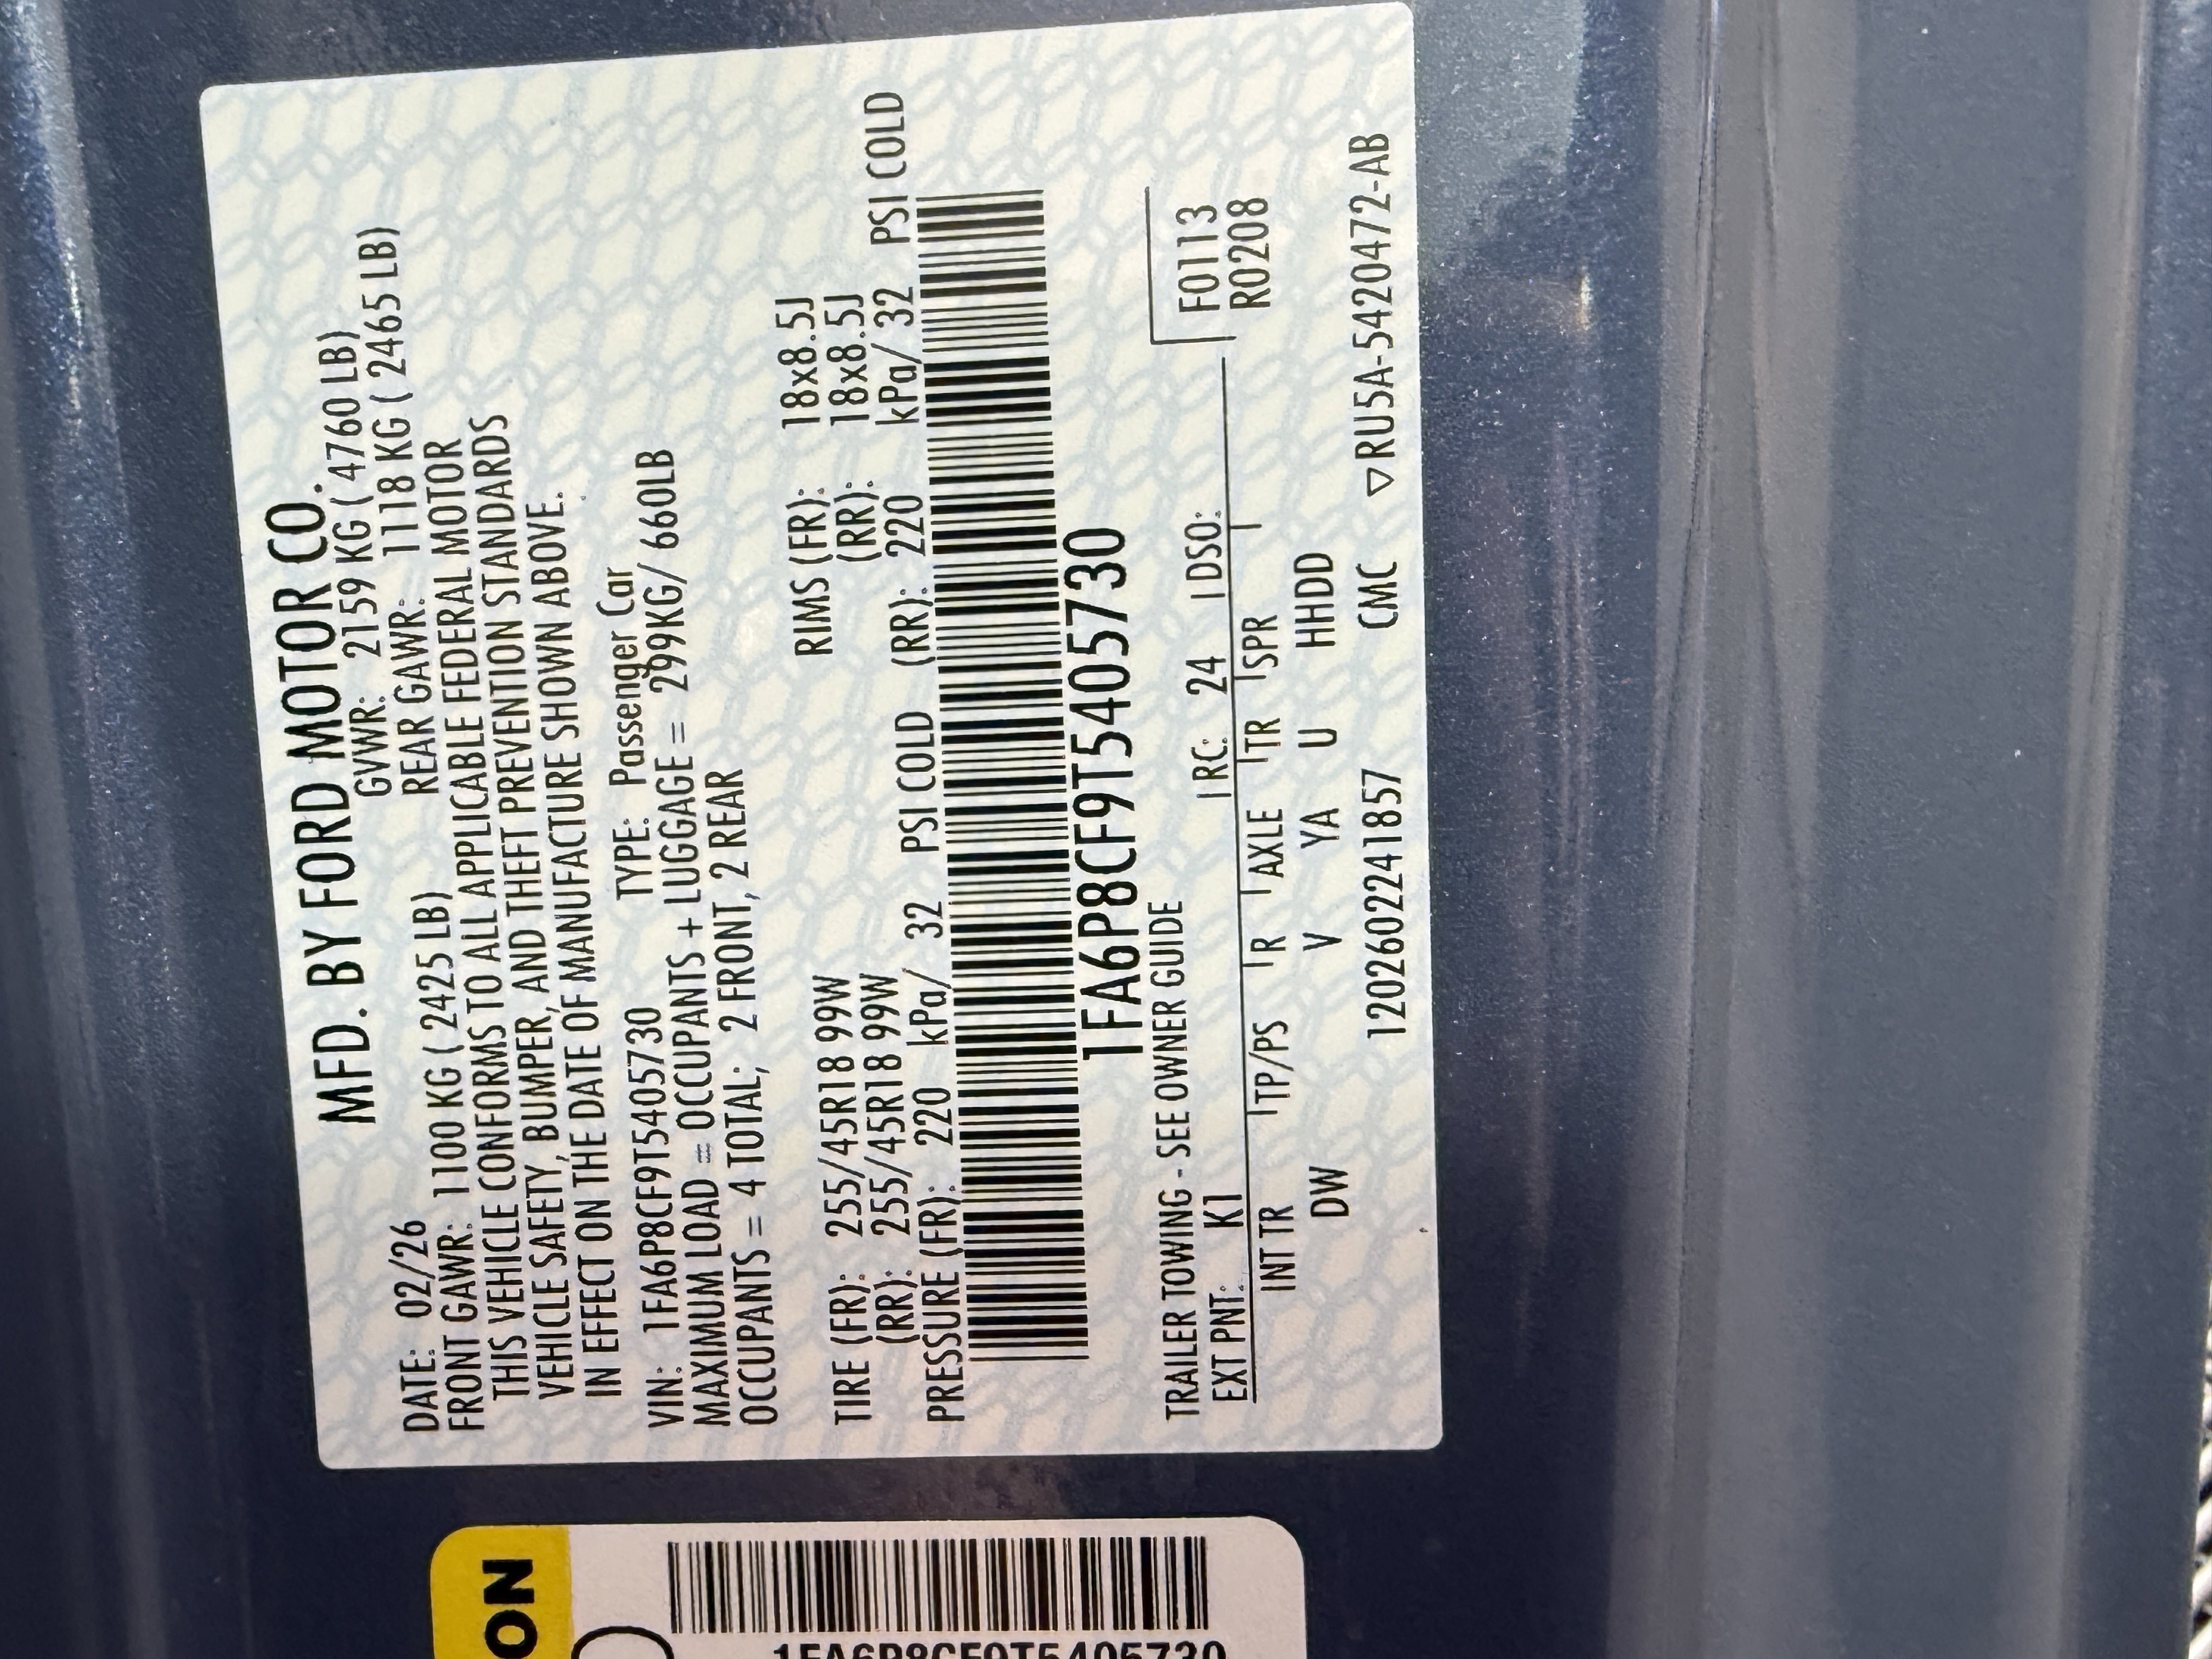 MFD. BY FORD MOTOR CO.
DATE: 02/26 GVWR: 2159 KG ( 4760 LB)
FRONT GAWR: 1100 KG ( 2425 LB) REAR GAWR: 1118 KG ( 2465 LB)
THIS VEHICLE CONFORMS TO ALL APPLICABLE FEDERAL MOTOR
VEHICLE SAFETY, BUMPER, AND THEFT PREVENTION STANDARDS
IN EFFECT ON THE DATE OF MANUFACTURE SHOWN ABOVE.
VIN: 1FA6P8CF9T5405730 TYPE: Passenger Car
MAXIMUM LOAD = OCCUPANTS + LUGGAGE = 299KG/ 660LB
OCCUPANTS = 4 TOTAL; 2 FRONT, 2 REAR
TIRE (FR): 255/45R18 99W RIMS (FR): 18x8.5J
(RR): 255/45R18 99W (RR): 18x8.5J
PRESSURE (FR): 220 kPa/ 32 PSI COLD (RR): 220 kPa/ 32 PSI COLD
1FA6P8CF9T5405730
TRAILER TOWING - SEE OWNER GUIDE
EXT PNT: K1 RC: 24 DSO: F0113
R0208
INT TR TP/PS R AXLE TR SPR
DW V YA U HHDD
1202602241857 CMC ▽RU5A-5420472-AB
ON
1FA6P8CF9T5405730